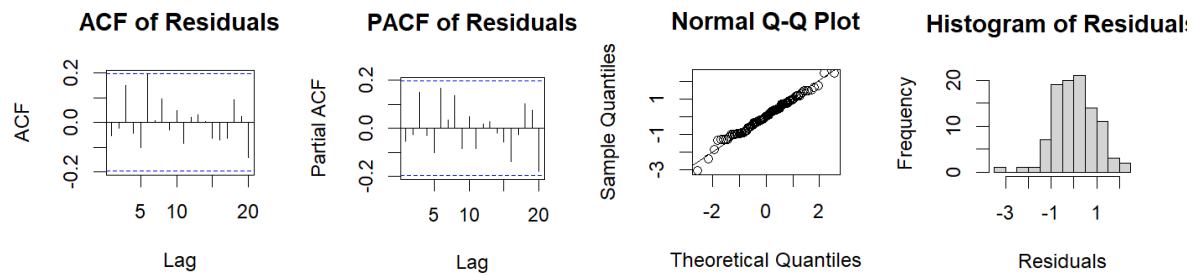 ACF of Residuals
ACF
-0.2 0.0 0.2
5 10 20
Lag
PACF of Residuals
Partial ACF
-0.2 0.0 0.2
5 10 20
Lag
Normal Q-Q Plot
Sample Quantiles
-3 -1 1
-2 0 2
Theoretical Quantiles
Histogram of Residuals
Frequency
0 10 20
-3 -1 1
Residuals